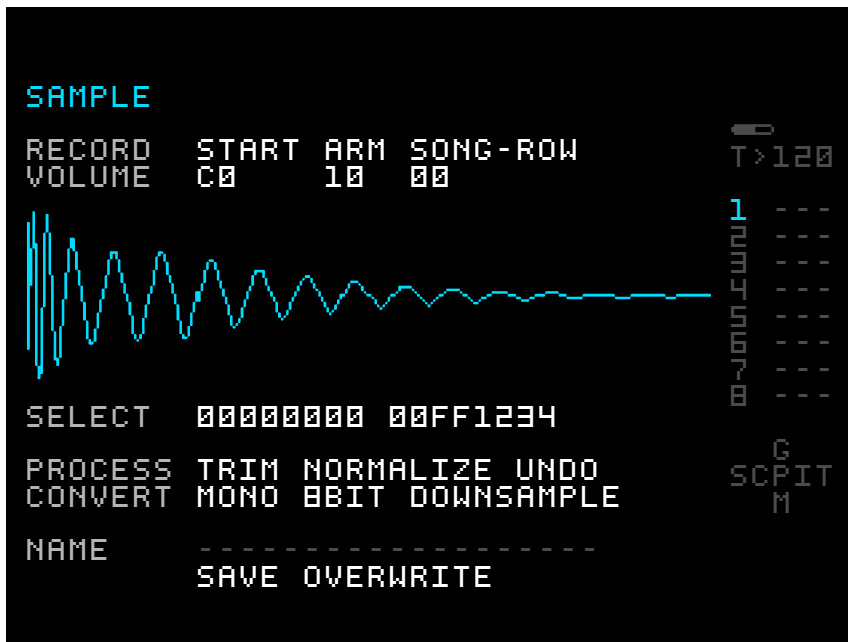 SAMPLE
RECORD START ARM SONG-ROW
VOLUME C0 10 00
T>120
1 ---
2 ---
3 ---
4 ---
5 ---
6 ---
7 ---
8 ---
SELECT 00000000 00FF1234
PROCESS TRIM NORMALIZE UNDO
CONVERT MONO 8BIT DOWNSAMPLE
G
SCPIT
M
NAME -------------------
SAVE OVERWRITE